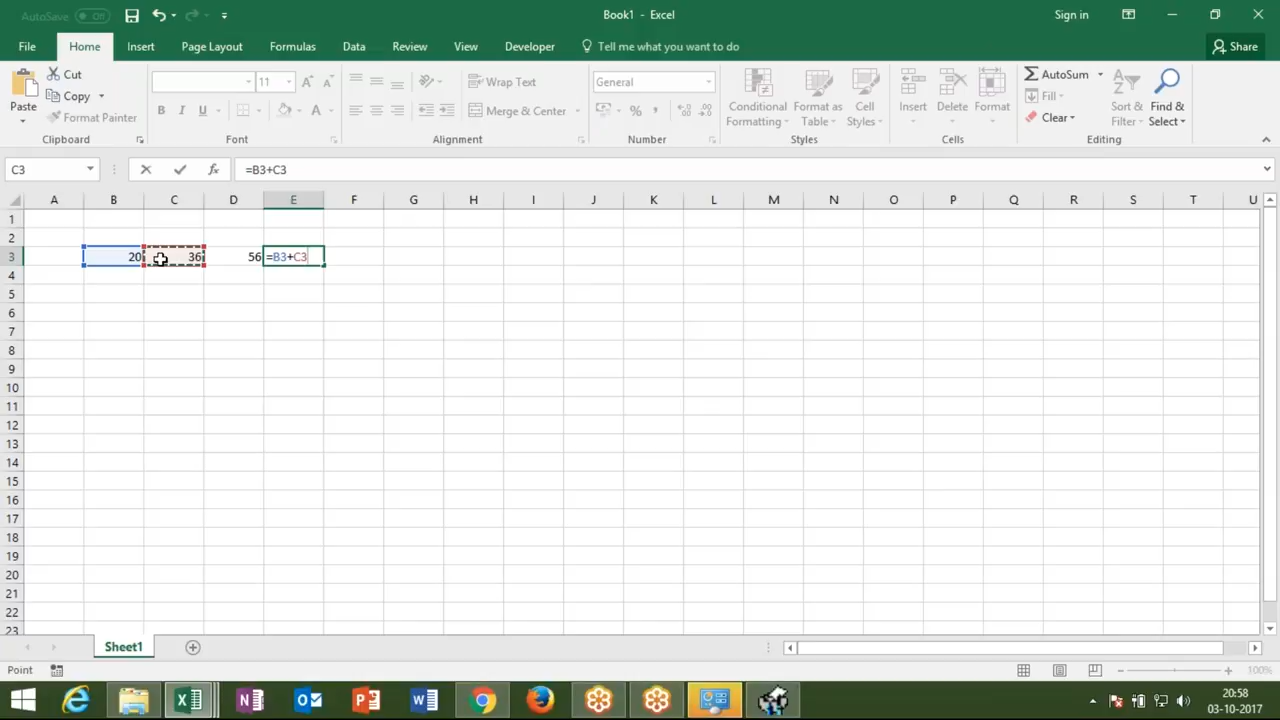 AutoSave Off
Book1 - Excel
Sign in
File Home Insert Page Layout Formulas Data Review View Developer Tell me what you want to do Share
Paste
Cut
Copy
Format Painter
Clipboard
11 A A
B I U A
Font
Wrap Text
Merge & Center
Alignment
General
%
Number
Conditional Formatting
Format as Table
Cell Styles
Styles
Insert Delete Format
Cells
AutoSum
Fill
Clear
Sort & Filter
Find & Select
Editing
C3 fx =B3+C3
A B C D E F G H I J K L M N O P Q R S T U
1
2
3 20 36 56 =B3+C3
4
5
6
7
8
9
10
11
12
13
14
15
16
17
18
19
20
21
22
23
Sheet1
Point 100%
20:58
03-10-2017